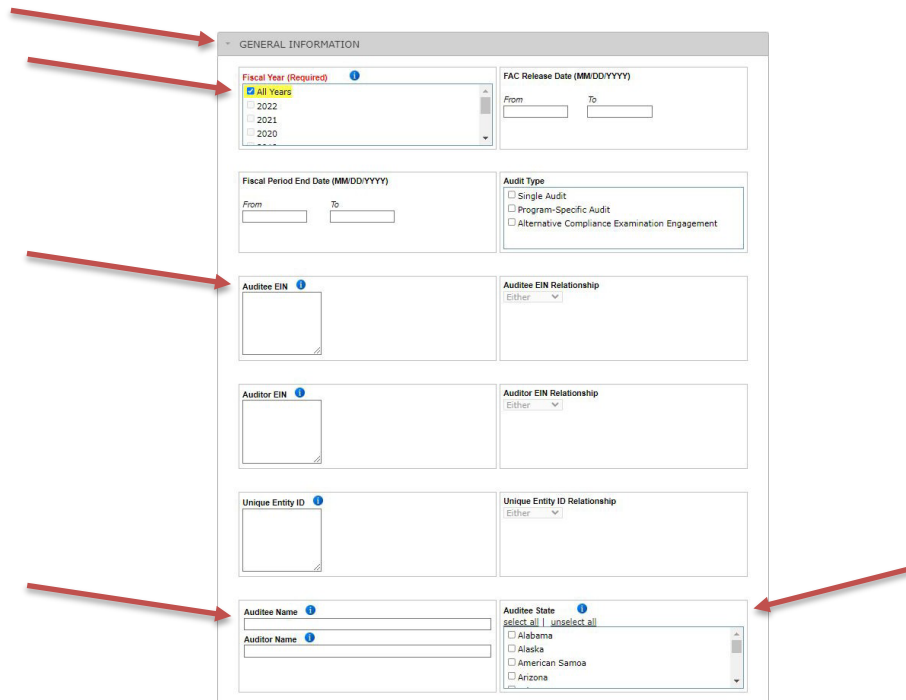 GENERAL INFORMATION
Fiscal Year (Required)
All Years
2022
2021
2020
FAC Release Date (MM/DD/YYYY)
From To
Fiscal Period End Date (MM/DD/YYYY)
From To
Audit Type
Single Audit
Program-Specific Audit
Alternative Compliance Examination Engagement
Auditee EIN
Auditee EIN Relationship
Either
Auditor EIN
Auditor EIN Relationship
Either
Unique Entity ID
Unique Entity ID Relationship
Either
Auditee Name
Auditor Name
Auditee State
select all | unselect all
Alabama
Alaska
American Samoa
Arizona